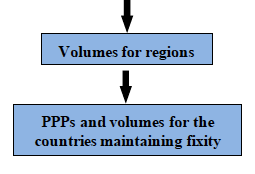 Volumes for regions
PPPs and volumes for the
countries maintaining fixity